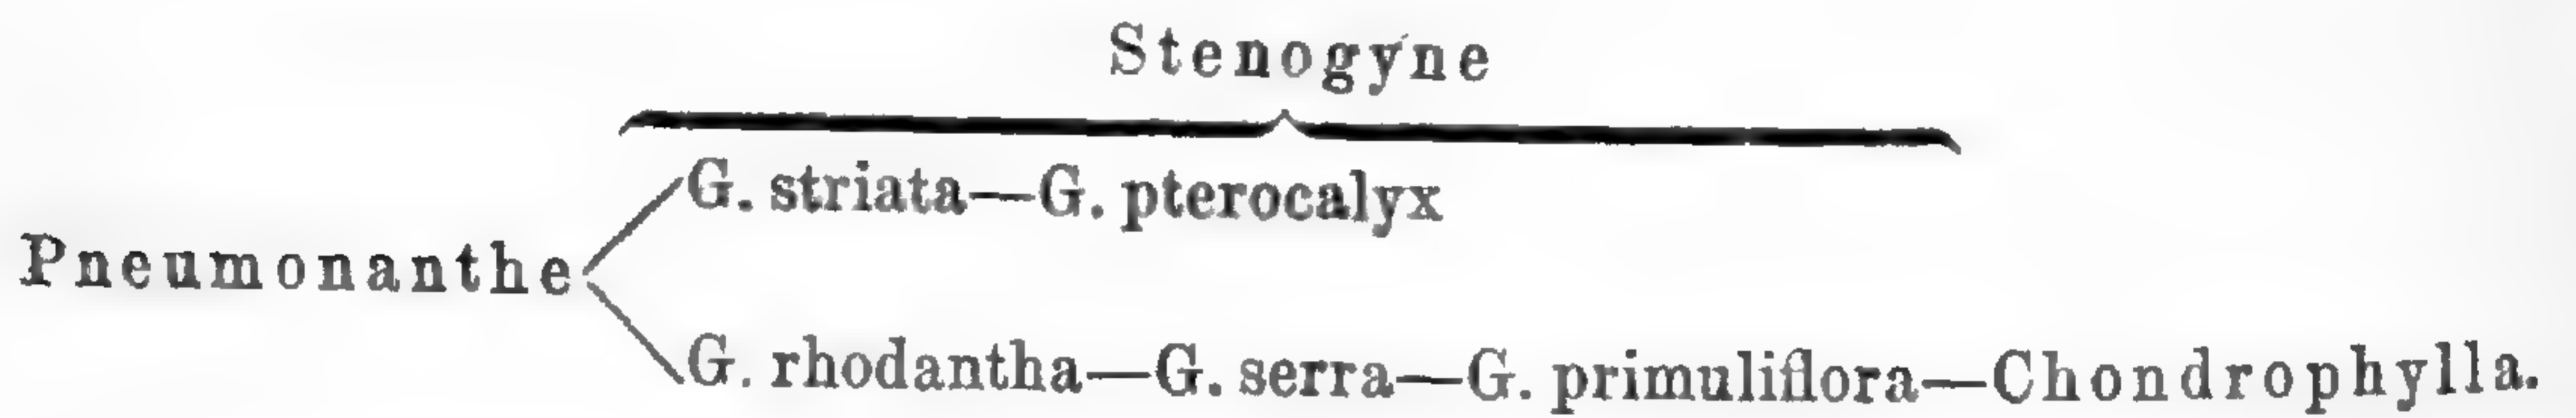 Stenogyne
G. striata—G. pterocalyx
Pneumonanthe
G. rhodantha—G. serra—G. primuliflora—Chondrophylla.